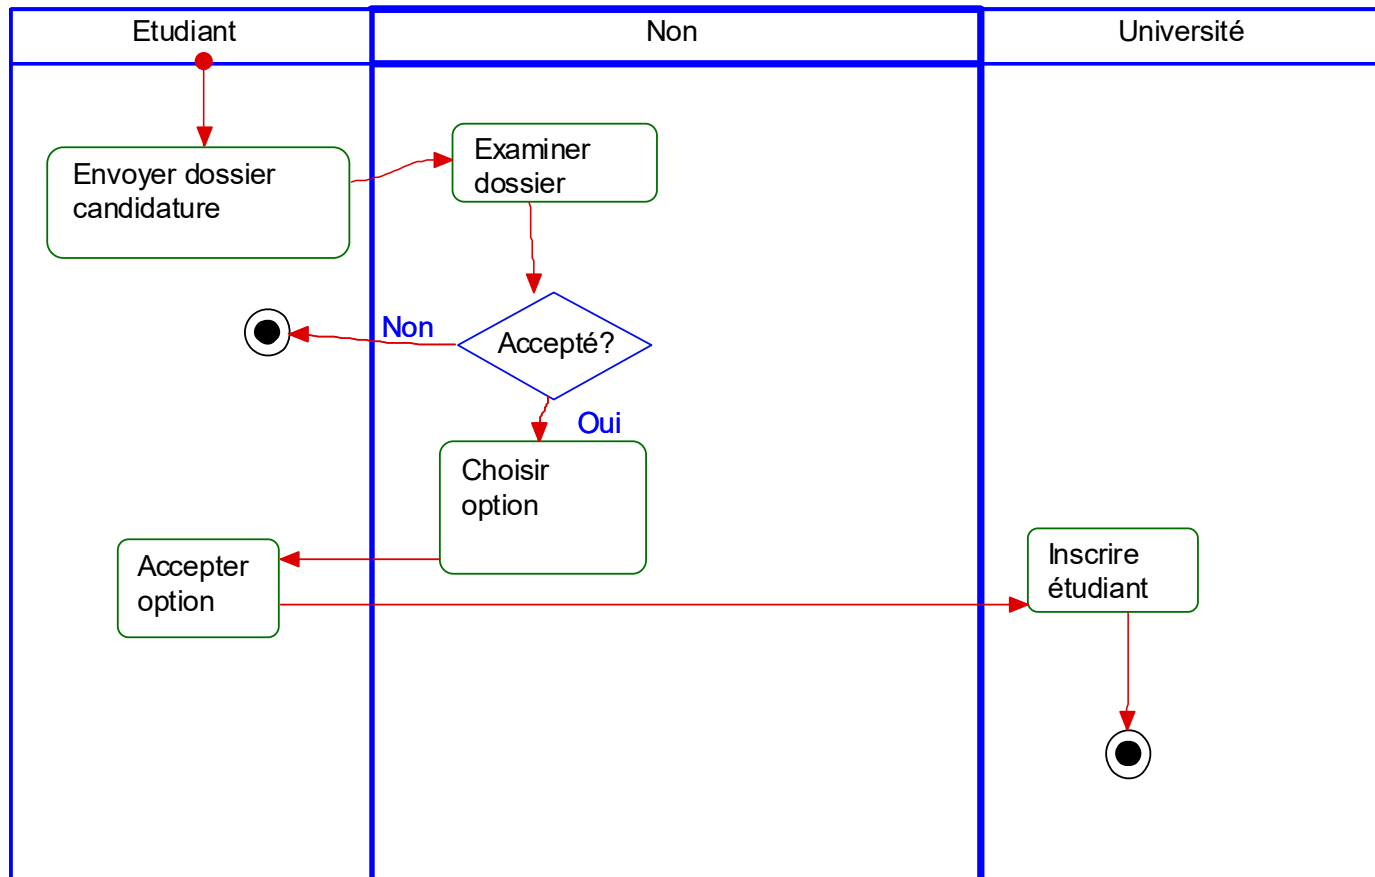 Etudiant
Non
Université
Envoyer dossier
candidature
Examiner
dossier
Non
Accepté?
Oui
Choisir
option
Accepter
option
Inscrire
étudiant